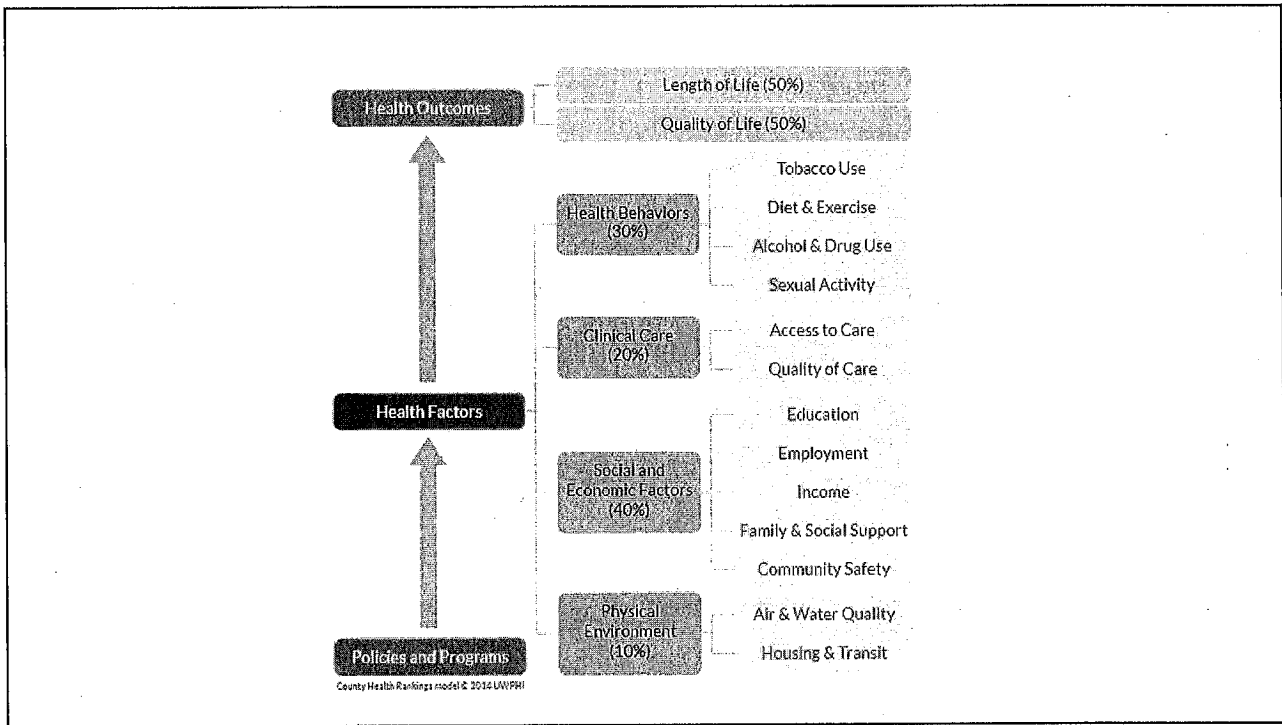 Health Outcomes
Length of Life (50%)
Quality of Life (50%)
Health Behaviors
(30%)
Tobacco Use
Diet & Exercise
Alcohol & Drug Use
Sexual Activity
Clinical Care
(20%)
Access to Care
Quality of Care
Health Factors
Social and
Economic Factors
(40%)
Education
Employment
Income
Family & Social Support
Community Safety
Physical
Environment
(10%)
Air & Water Quality
Housing & Transit
Policies and Programs
County Health Rankings model © 2014 UWPHI